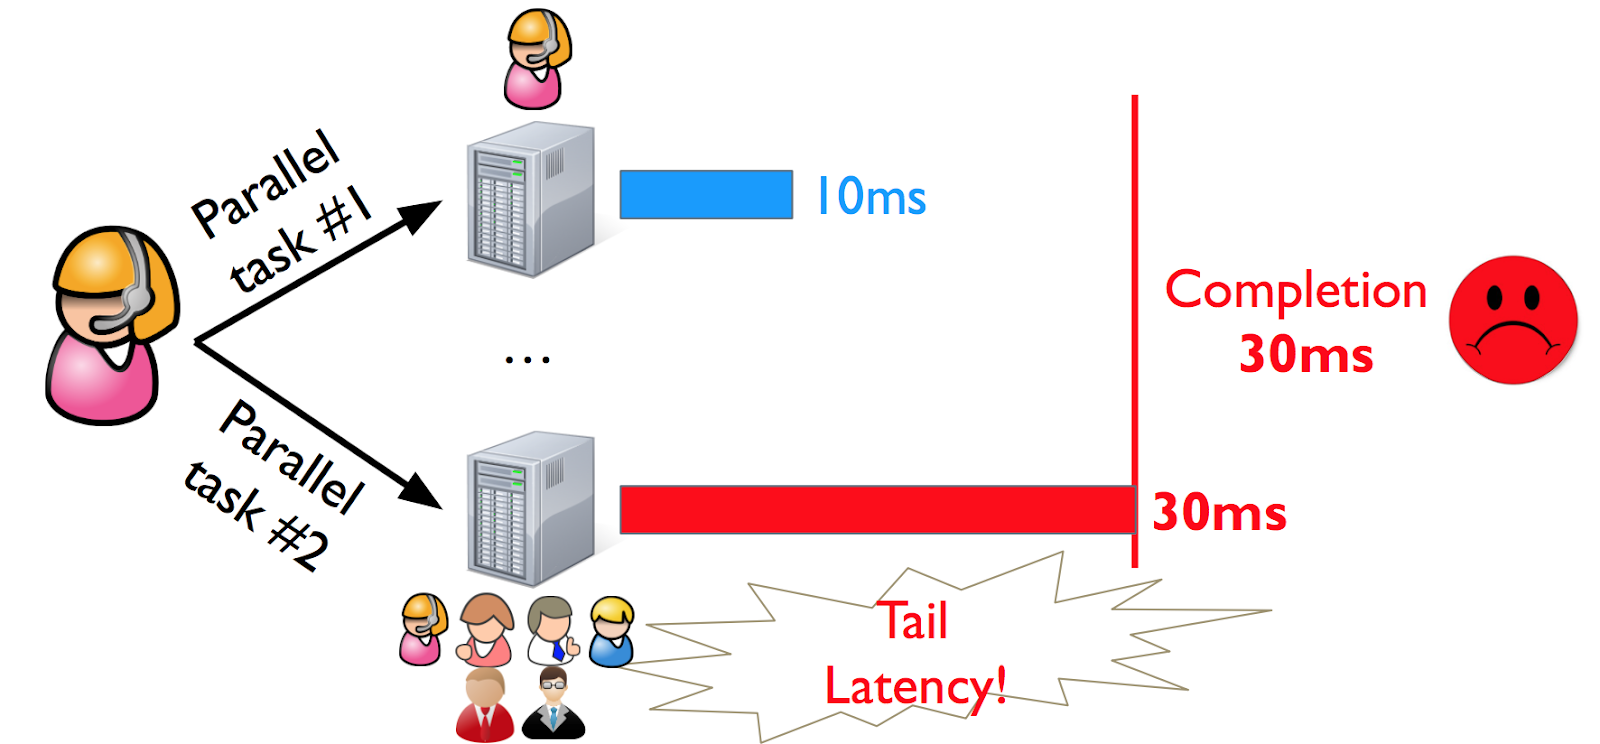 Parallel
task #1
10ms
Completion
30ms
...
Parallel
task #2
30ms
Tail
Latency!